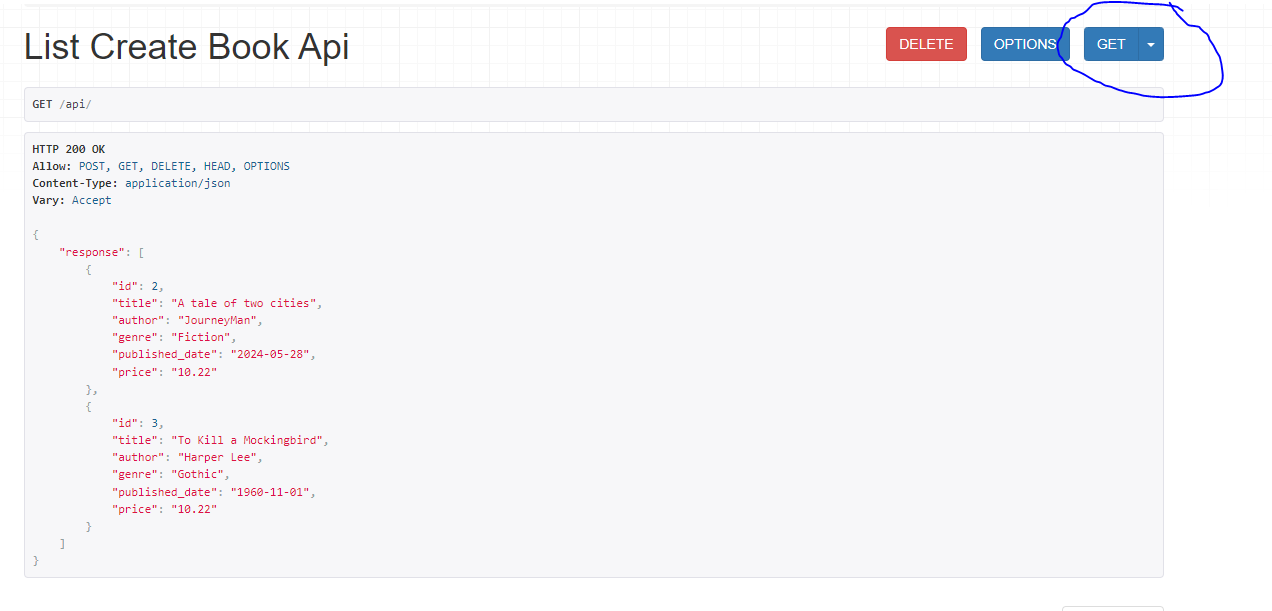 List Create Book Api
DELETE OPTIONS GET
GET /api/
HTTP 200 OK
Allow: POST, GET, DELETE, HEAD, OPTIONS
Content-Type: application/json
Vary: Accept
{
    "response": [
        {
            "id": 2,
            "title": "A tale of two cities",
            "author": "JourneyMan",
            "genre": "Fiction",
            "published_date": "2024-05-28",
            "price": "10.22"
        },
        {
            "id": 3,
            "title": "To Kill a Mockingbird",
            "author": "Harper Lee",
            "genre": "Gothic",
            "published_date": "1960-11-01",
            "price": "10.22"
        }
    ]
}